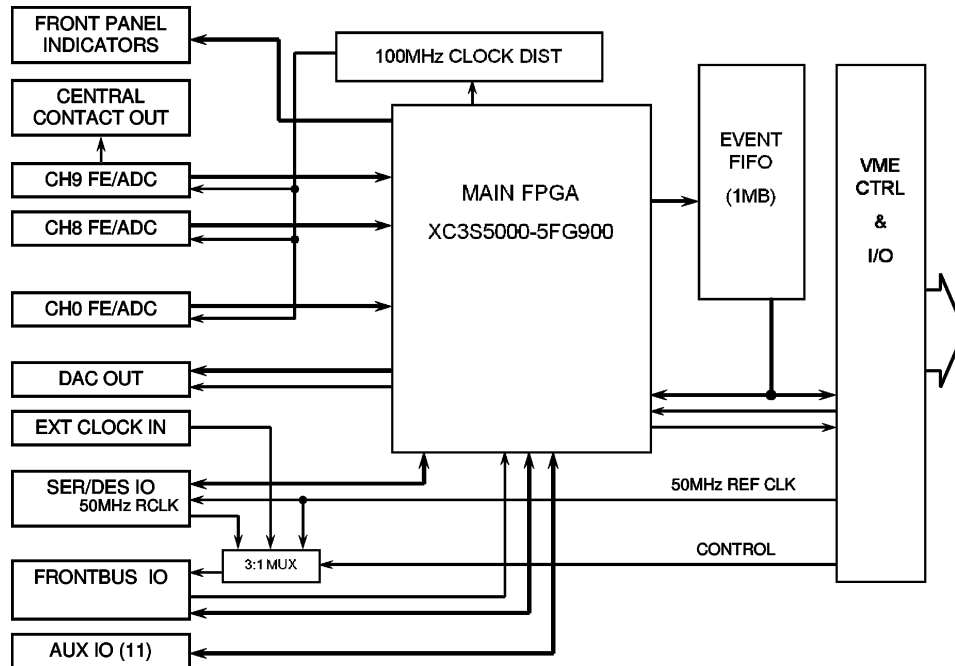 FRONT PANEL
INDICATORS
100MHz CLOCK DIST
CENTRAL
CONTACT OUT
CH9 FE/ADC
CH8 FE/ADC
CH0 FE/ADC
DAC OUT
EXT CLOCK IN
SER/DES IO
50MHz RCLK
FRONTBUS IO
AUX IO (11)
3:1 MUX
MAIN FPGA
XC3S5000-5FG900
EVENT
FIFO
(1MB)
VME
CTRL
&
I/O
50MHz REF CLK
CONTROL